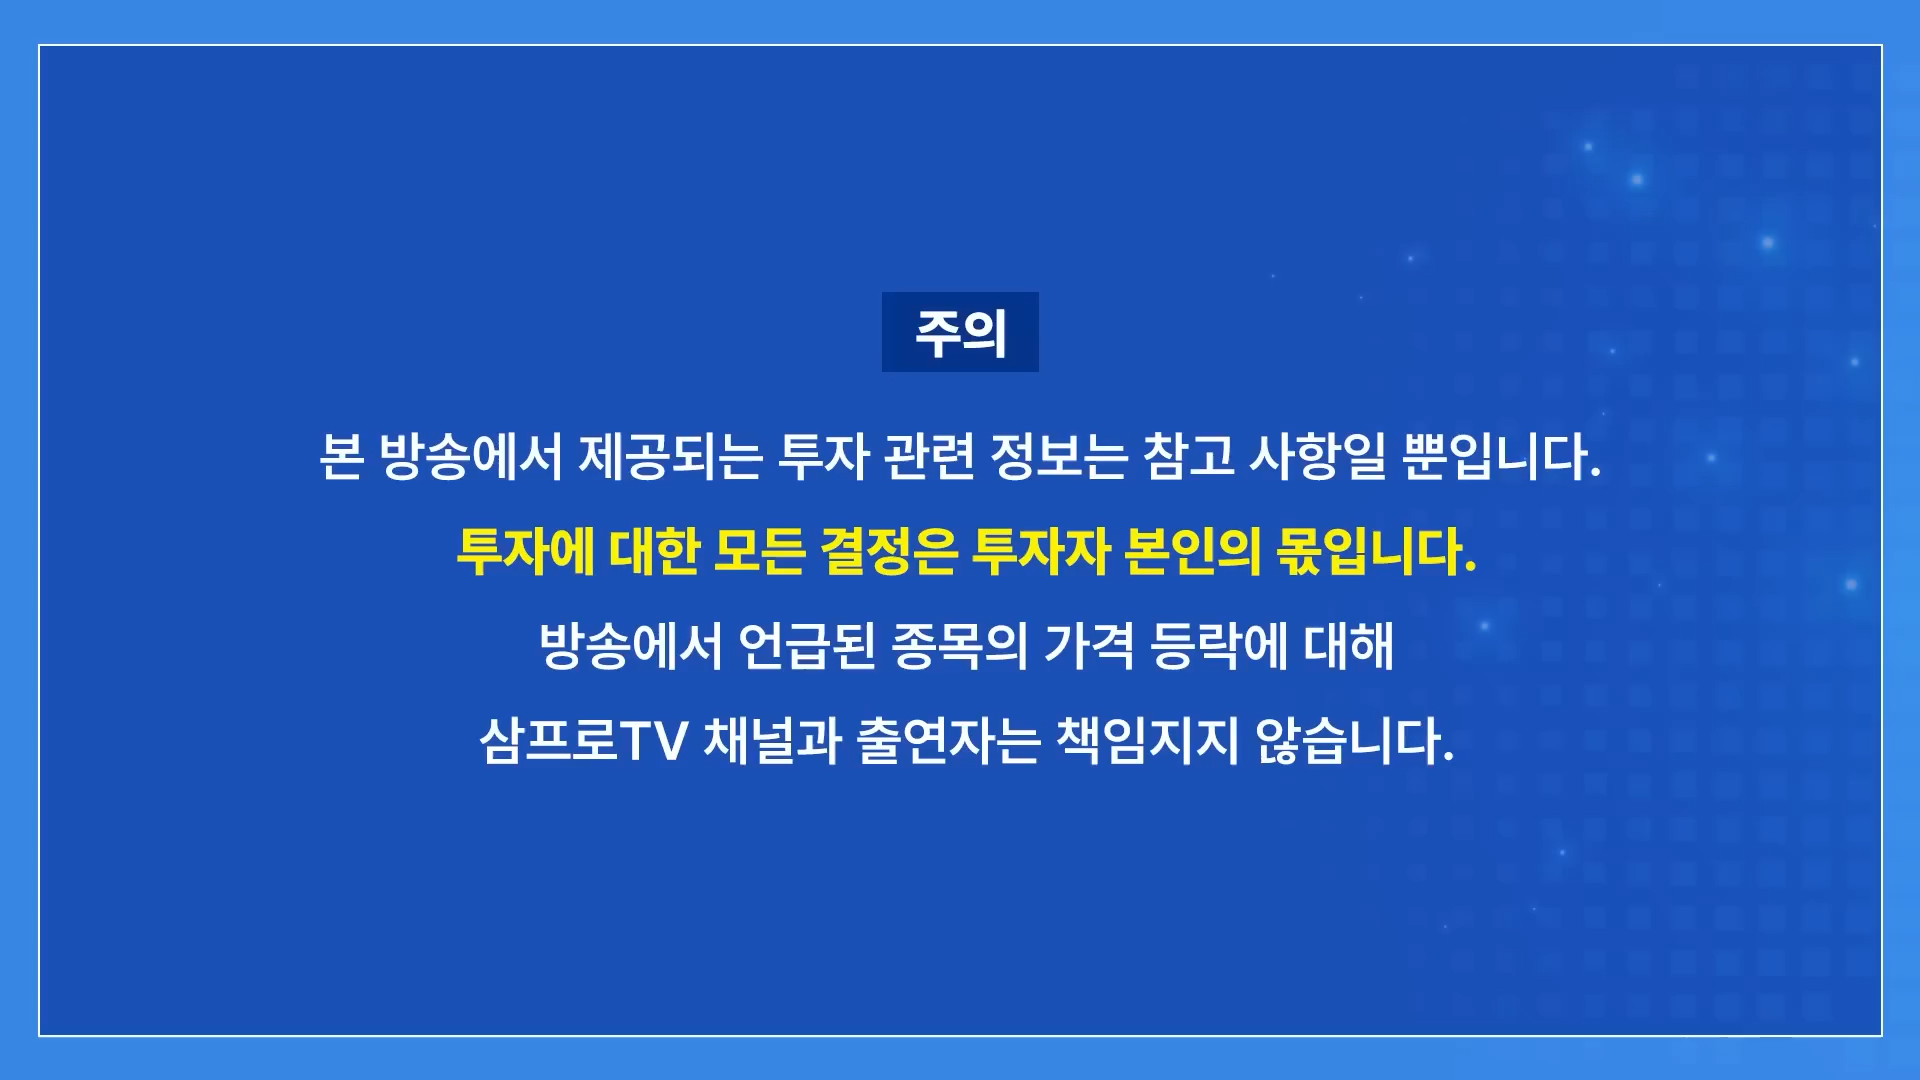 주의
본 방송에서 제공되는 투자 관련 정보는 참고 사항일 뿐입니다.
투자에 대한 모든 결정은 투자자 본인의 몫입니다.
방송에서 언급된 종목의 가격 등락에 대해
삼프로TV 채널과 출연자는 책임지지 않습니다.